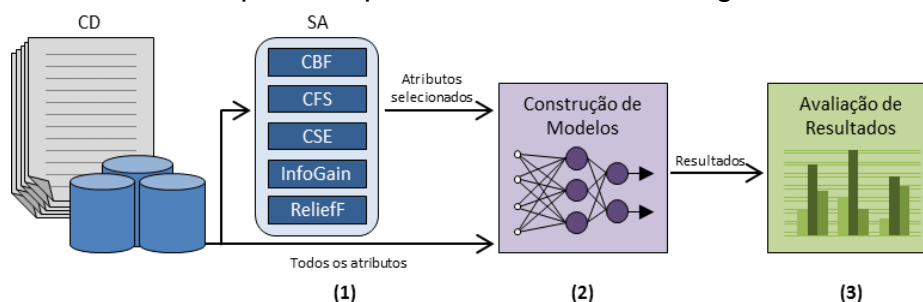 CD
SA
CBF
CFS
CSE
InfoGain
ReliefF
Atributos
selecionados
Todos os atributos
Construção de
Modelos
Resultados
Avaliação de
Resultados
(1)
(2)
(3)